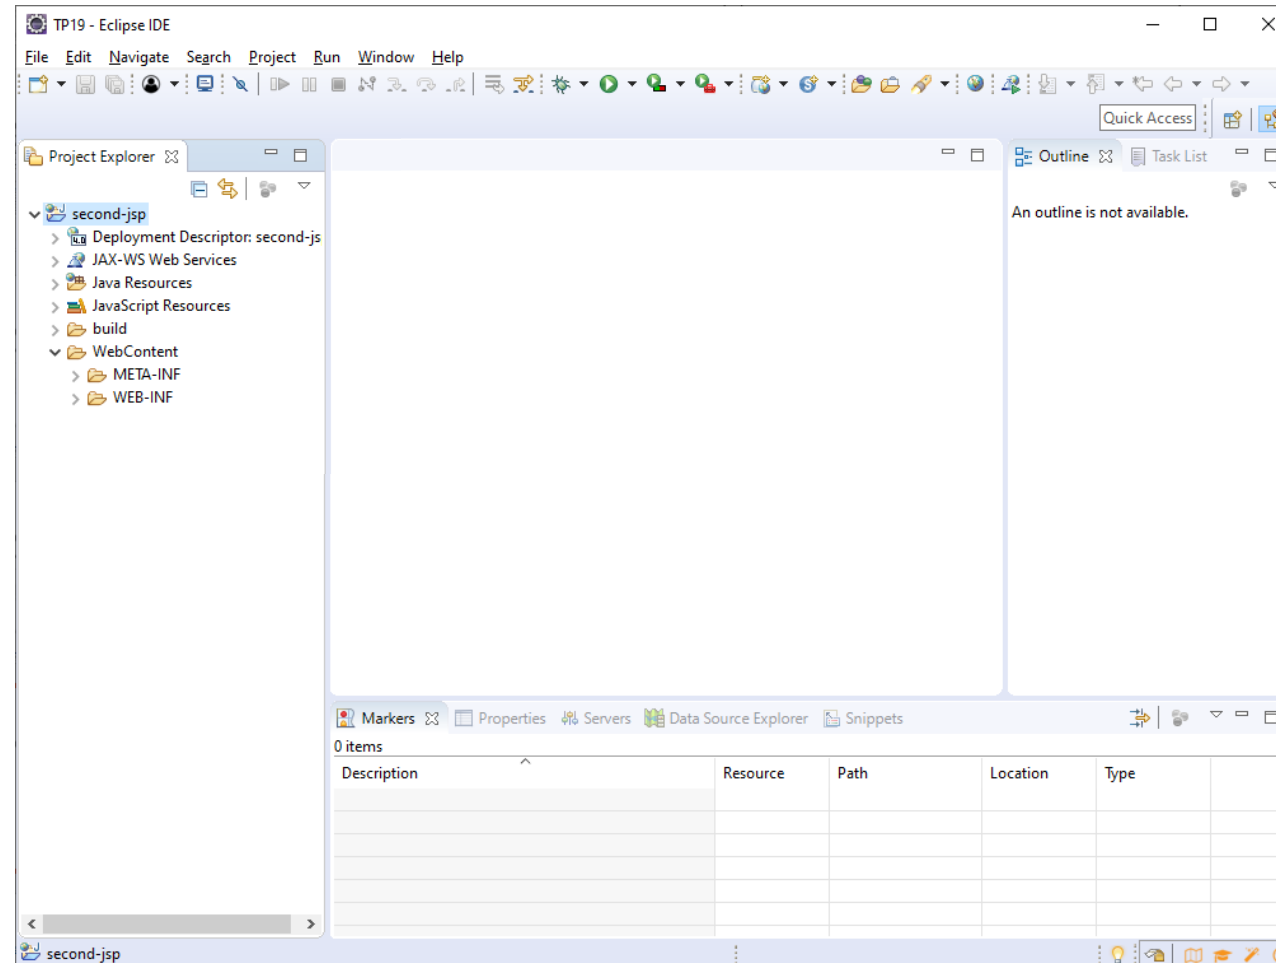 TP19 - Eclipse IDE
File Edit Navigate Search Project Run Window Help
Quick Access
Project Explorer
Outline
Task List
second-jsp
An outline is not available.
Deployment Descriptor: second-js
4.0
JAX-WS Web Services
Java Resources
JavaScript Resources
build
WebContent
META-INF
WEB-INF
Markers Properties Servers Data Source Explorer Snippets
0 items
Description Resource Path Location Type
second-jsp